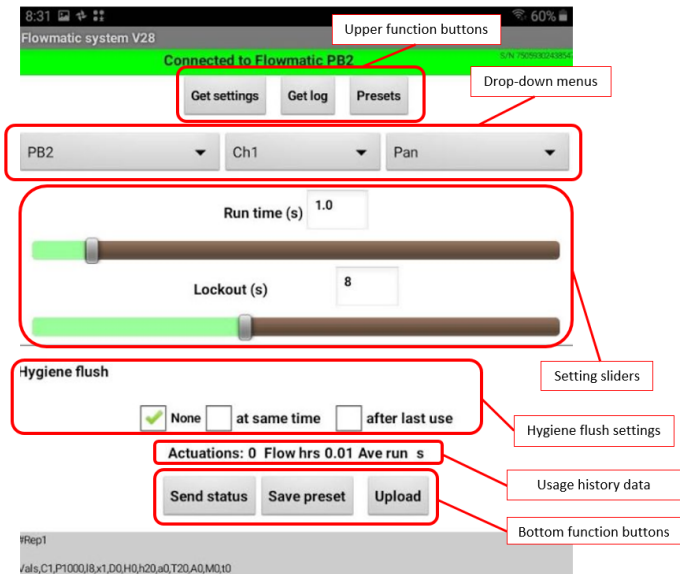 8:31 60%
Upper function buttons
Flowmatic system V28
Connected to Flowmatic PB2
Drop-down menus
Get settings Get log Presets
PB2 Ch1 Pan
Run time (s) 1.0
Lockout (s) 8
Setting sliders
Hygiene flush
None at same time after last use
Hygiene flush settings
Actuations: 0 Flow hrs 0.01 Ave run s
Usage history data
Send status Save preset Upload
Bottom function buttons
#Rep1
Vals,C1,P1000,I8,x1,D0,H0,h20,a0,T20,A0,M0,t0